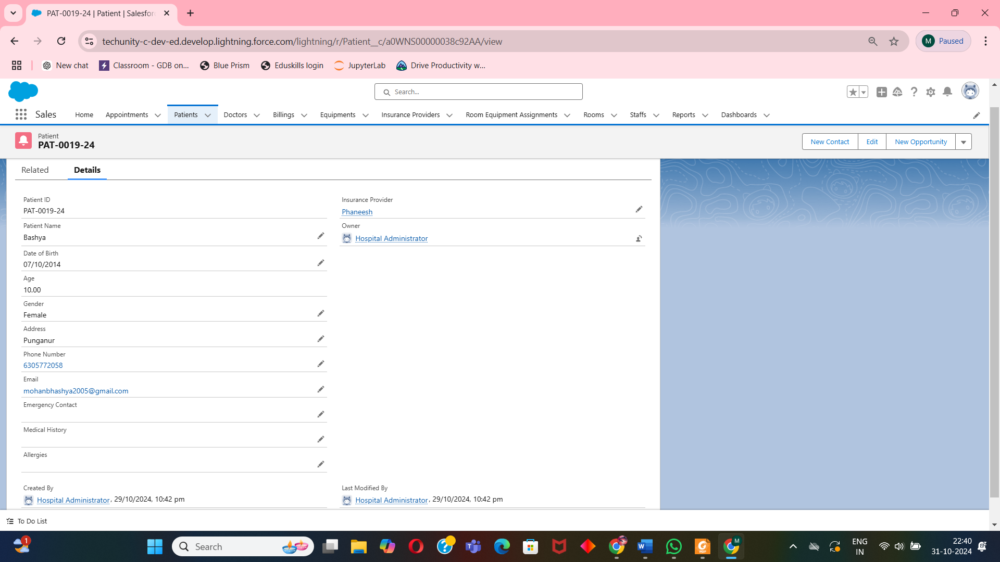 PAT-0019-24 | Patient | Salesfor
techunity-c-dev-ed.develop.lightning.force.com/lightning/r/Patient__c/a0WNS00000038c92AA/view
M Paused
New chat
Classroom - GDB on...
Blue Prism
Eduskills login
JupyterLab
Drive Productivity w...
Search...
Sales
Home
Appointments
Patients
Doctors
Billings
Equipments
Insurance Providers
Room Equipment Assignments
Rooms
Staffs
Reports
Dashboards
Patient
PAT-0019-24
New Contact
Edit
New Opportunity
Related
Details
Patient ID
PAT-0019-24
Insurance Provider
Phaneesh
Patient Name
Bashya
Owner
Hospital Administrator
Date of Birth
07/10/2014
Age
10.00
Gender
Female
Address
Punganur
Phone Number
6305772058
Email
mohanbhashya2005@gmail.com
Emergency Contact
Medical History
Allergies
Created By
Hospital Administrator, 29/10/2024, 10:42 pm
Last Modified By
Hospital Administrator, 29/10/2024, 10:42 pm
To Do List
1
Search
M
ENG
IN
22:40
31-10-2024